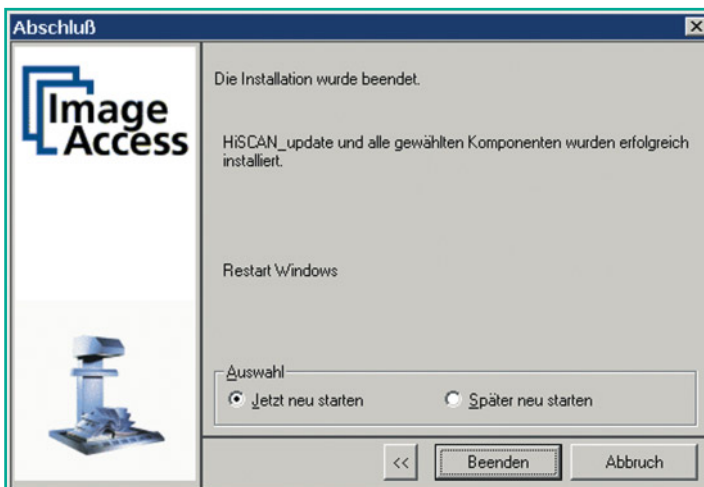 Abschluß
Image
Access
Die Installation wurde beendet.
HiSCAN_update und alle gewählten Komponenten wurden erfolgreich
installiert.
Restart Windows
Auswahl
Jetzt neu starten
Später neu starten
<<
Beenden
Abbruch